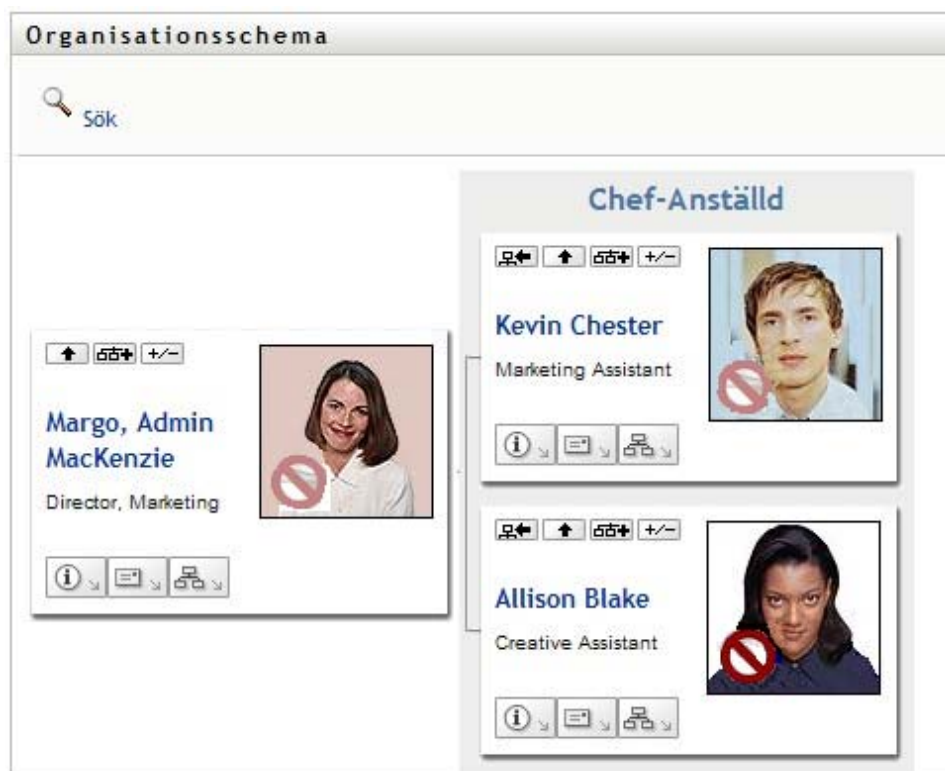 Organisationsschema
Sök
Chef-Anställd
+/-
Kevin Chester
Marketing Assistant
+/-
Margo, Admin
MacKenzie
Director, Marketing
+/-
Allison Blake
Creative Assistant